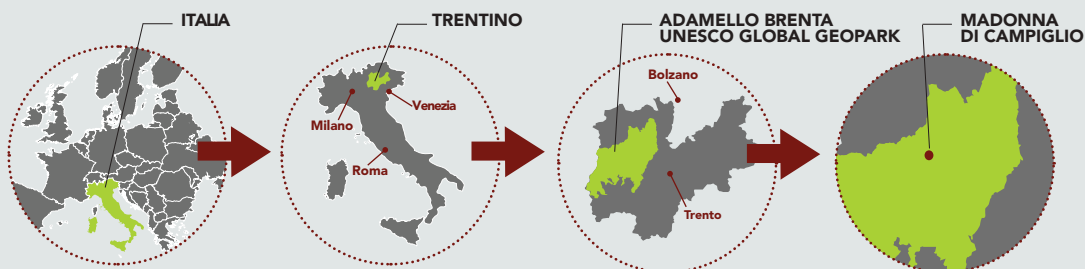 ITALIA
Milano
Venezia
Roma
TRENTINO
ADAMELLO BRENTA
UNESCO GLOBAL GEOPARK
Bolzano
Trento
MADONNA
DI CAMPIGLIO